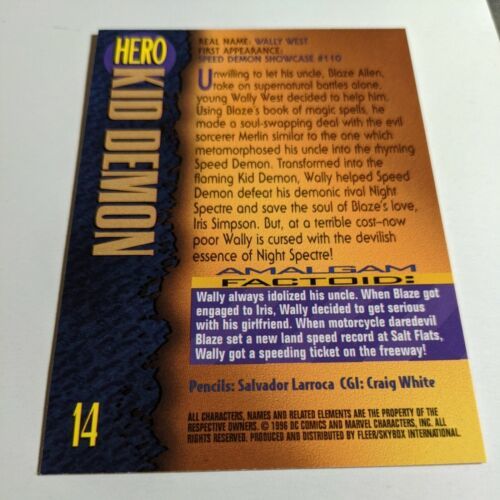 HERO
KID DEMON
REAL NAME: WALLY WEST
FIRST APPEARANCE:
SPEED DEMON SHOWCASE #110
Unwilling to let his uncle, Blaze Allen,
take on supernatural battles alone,
young Wally West decided to help him.
Using Blaze's book of magic spells, he
made a soul-swapping deal with the evil
sorcerer Merlin similar to the one which
metamorphosed his uncle into the rhyming
Speed Demon. Transformed into the
flaming Kid Demon, Wally helped Speed
Demon defeat his demonic rival Night
Spectre and save the soul of Blaze's love,
Iris Simpson. But, at a terrible cost–now
poor Wally is cursed with the devilish
essence of Night Spectre!
AMALGAM
FACTOID:
Wally always idolized his uncle. When Blaze got
engaged to Iris, Wally decided to get serious
with his girlfriend. When motorcycle daredevil
Blaze set a new land speed record at Salt Flats,
Wally got a speeding ticket on the freeway!
Pencils: Salvador Larroca CGI: Craig White
14
ALL CHARACTERS, NAMES AND RELATED ELEMENTS ARE THE PROPERTY OF THE
RESPECTIVE OWNERS. © 1996 DC COMICS AND MARVEL CHARACTERS, INC. ALL
RIGHTS RESERVED. PRODUCED AND DISTRIBUTED BY FLEER/SKYBOX INTERNATIONAL.